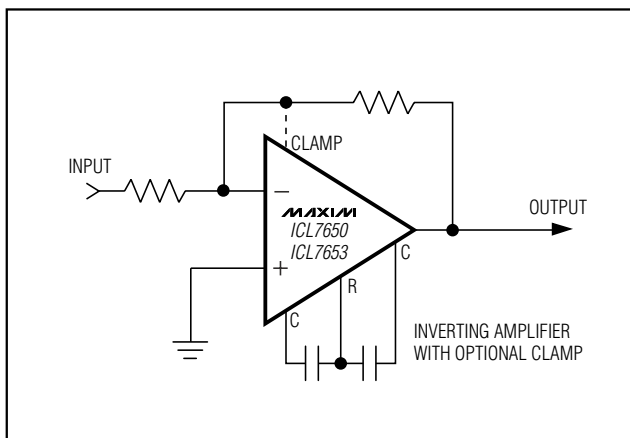 CLAMP
INPUT
−
MAXIM
ICL7650
ICL7653
OUTPUT
C
+
R
C
INVERTING AMPLIFIER
WITH OPTIONAL CLAMP